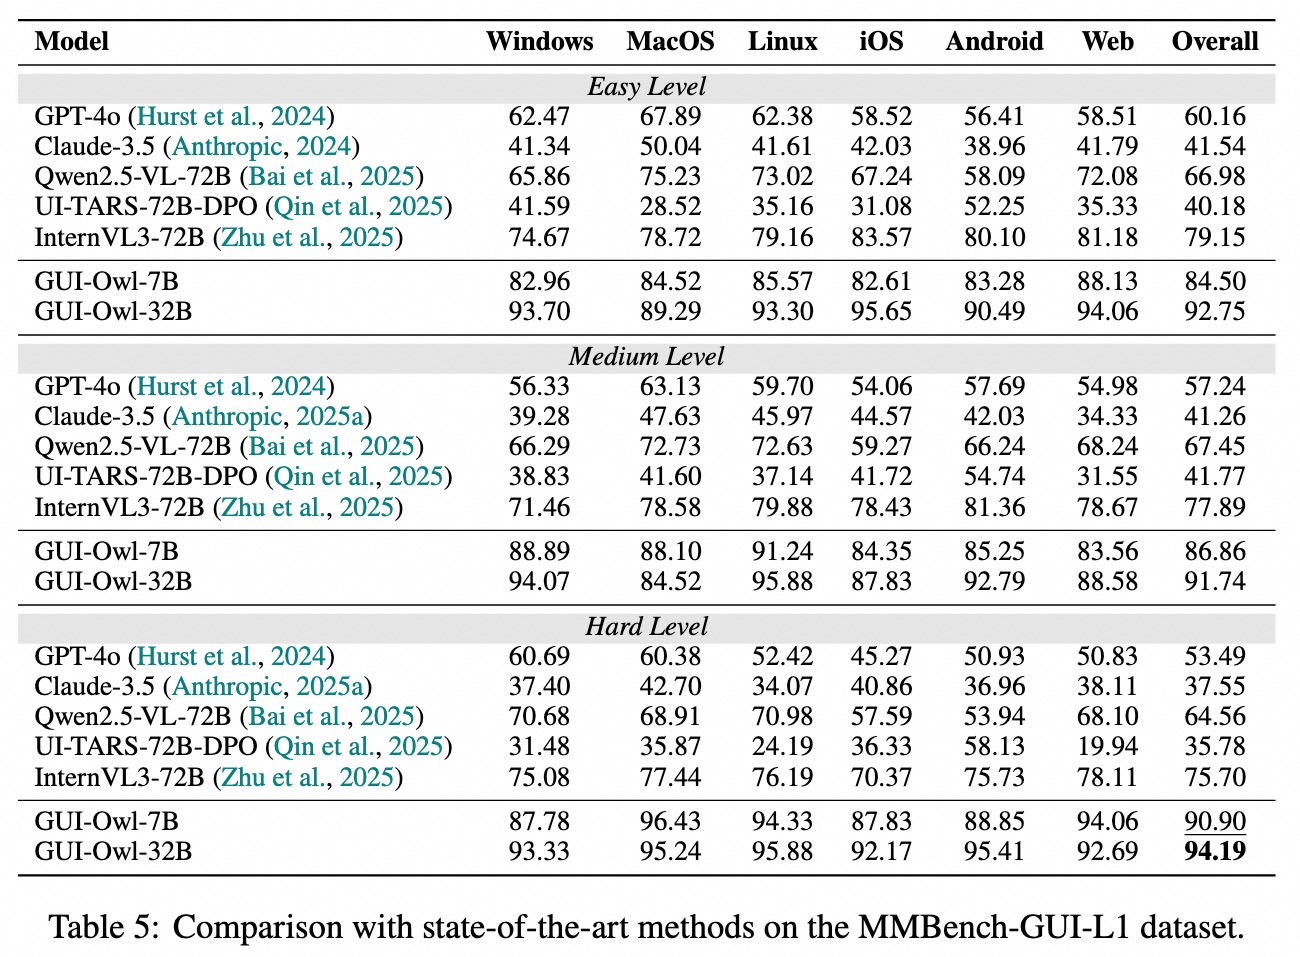 Model Windows MacOS Linux iOS Android Web Overall
Easy Level
GPT-4o (Hurst et al., 2024) 62.47 67.89 62.38 58.52 56.41 58.51 60.16
Claude-3.5 (Anthropic, 2024) 41.34 50.04 41.61 42.03 38.96 41.79 41.54
Qwen2.5-VL-72B (Bai et al., 2025) 65.86 75.23 73.02 67.24 58.09 72.08 66.98
UI-TARS-72B-DPO (Qin et al., 2025) 41.59 28.52 35.16 31.08 52.25 35.33 40.18
InternVL3-72B (Zhu et al., 2025) 74.67 78.72 79.16 83.57 80.10 81.18 79.15
GUI-Owl-7B 82.96 84.52 85.57 82.61 83.28 88.13 84.50
GUI-Owl-32B 93.70 89.29 93.30 95.65 90.49 94.06 92.75
Medium Level
GPT-4o (Hurst et al., 2024) 56.33 63.13 59.70 54.06 57.69 54.98 57.24
Claude-3.5 (Anthropic, 2025a) 39.28 47.63 45.97 44.57 42.03 34.33 41.26
Qwen2.5-VL-72B (Bai et al., 2025) 66.29 72.73 72.63 59.27 66.24 68.24 67.45
UI-TARS-72B-DPO (Qin et al., 2025) 38.83 41.60 37.14 41.72 54.74 31.55 41.77
InternVL3-72B (Zhu et al., 2025) 71.46 78.58 79.88 78.43 81.36 78.67 77.89
GUI-Owl-7B 88.89 88.10 91.24 84.35 85.25 83.56 86.86
GUI-Owl-32B 94.07 84.52 95.88 87.83 92.79 88.58 91.74
Hard Level
GPT-4o (Hurst et al., 2024) 60.69 60.38 52.42 45.27 50.93 50.83 53.49
Claude-3.5 (Anthropic, 2025a) 37.40 42.70 34.07 40.86 36.96 38.11 37.55
Qwen2.5-VL-72B (Bai et al., 2025) 70.68 68.91 70.98 57.59 53.94 68.10 64.56
UI-TARS-72B-DPO (Qin et al., 2025) 31.48 35.87 24.19 36.33 58.13 19.94 35.78
InternVL3-72B (Zhu et al., 2025) 75.08 77.44 76.19 70.37 75.73 78.11 75.70
GUI-Owl-7B 87.78 96.43 94.33 87.83 88.85 94.06 90.90
GUI-Owl-32B 93.33 95.24 95.88 92.17 95.41 92.69 94.19
Table 5: Comparison with state-of-the-art methods on the MMBench-GUI-L1 dataset.